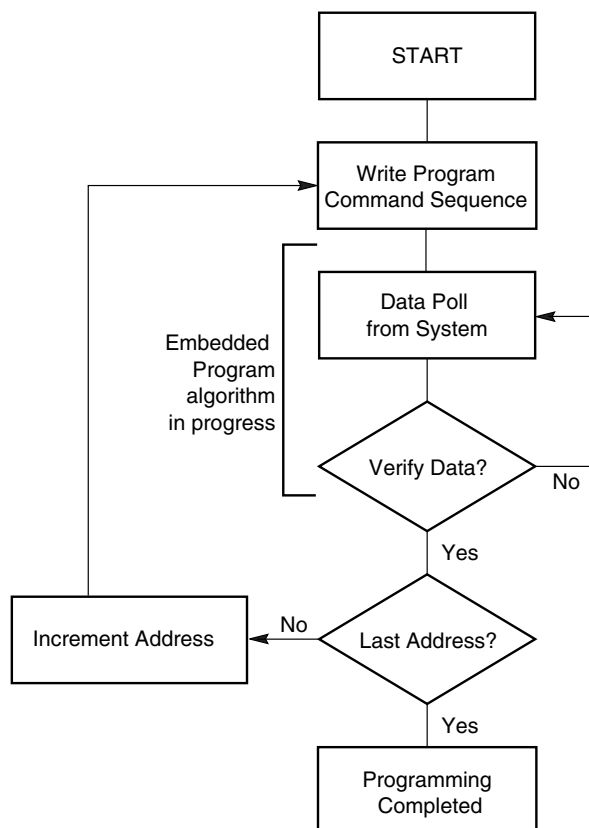 START
Write Program
Command Sequence
Data Poll
from System
Embedded
Program
algorithm
in progress
Verify Data?
No
Yes
Last Address?
No
Increment Address
Yes
Programming
Completed